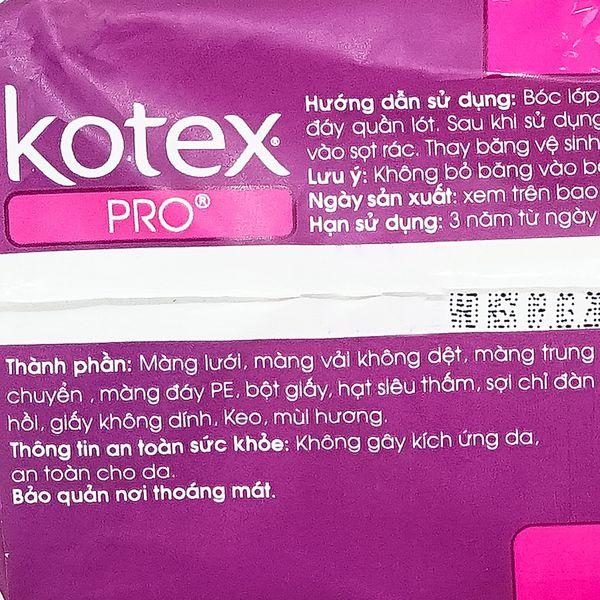 kotex®
PRO®
Hướng dẫn sử dụng: Bóc lớp
đáy quần lót. Sau khi sử dụng
vào sọt rác. Thay băng vệ sinh
Lưu ý: Không bỏ băng vào
Ngày sản xuất: xem trên bao
Hạn sử dụng: 3 năm từ ngày
Thành phần: Màng lưới, màng vải không dệt, màng trung
chuyển , màng đáy PE, bột giấy, hạt siêu thấm, sợi chỉ đàn
hồi, giấy không dính, Keo, mùi hương.
Thông tin an toàn sức khỏe: Không gây kích ứng da,
an toàn cho da.
Bảo quản nơi thoáng mát.